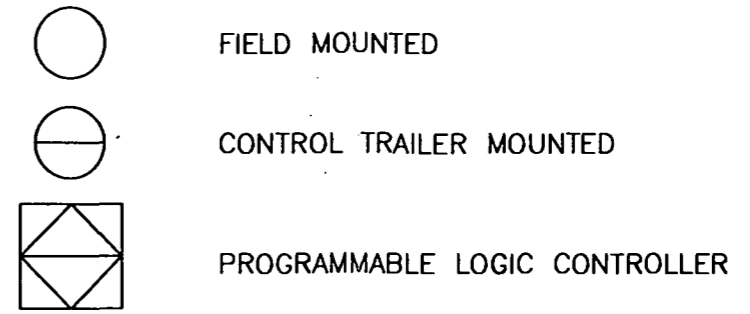 FIELD MOUNTED
CONTROL TRAILER MOUNTED
PROGRAMMABLE LOGIC CONTROLLER